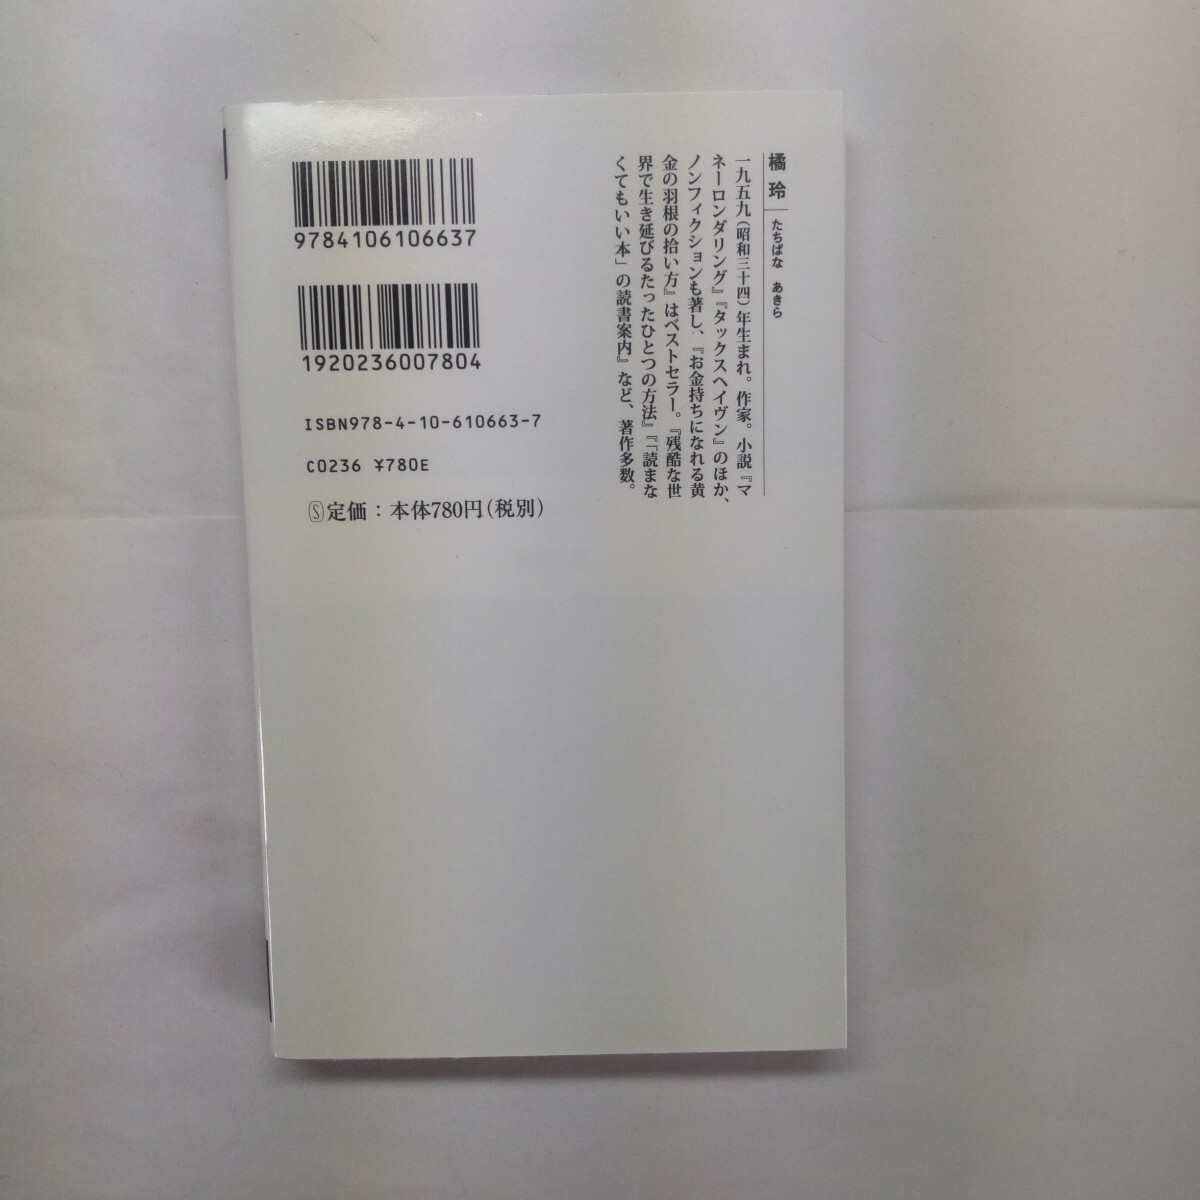 橘 玲 たちばな あきら
一九五九(昭和三十四)年生まれ。作家。小説『マ
ネーロンダリング』『タックスヘイヴン』のほか、
ノンフィクションも著し、『お金持ちになれる黄
金の羽根の拾い方』はベストセラー。『残酷な世
界で生き延びるたったひとつの方法』『「読まな
くてもいい本」の読書案内』など、著作多数。
9784106106637
1920236007804
ISBN978-4-10-610663-7
C0236 ¥780E
Ⓢ定価：本体780円(税別)